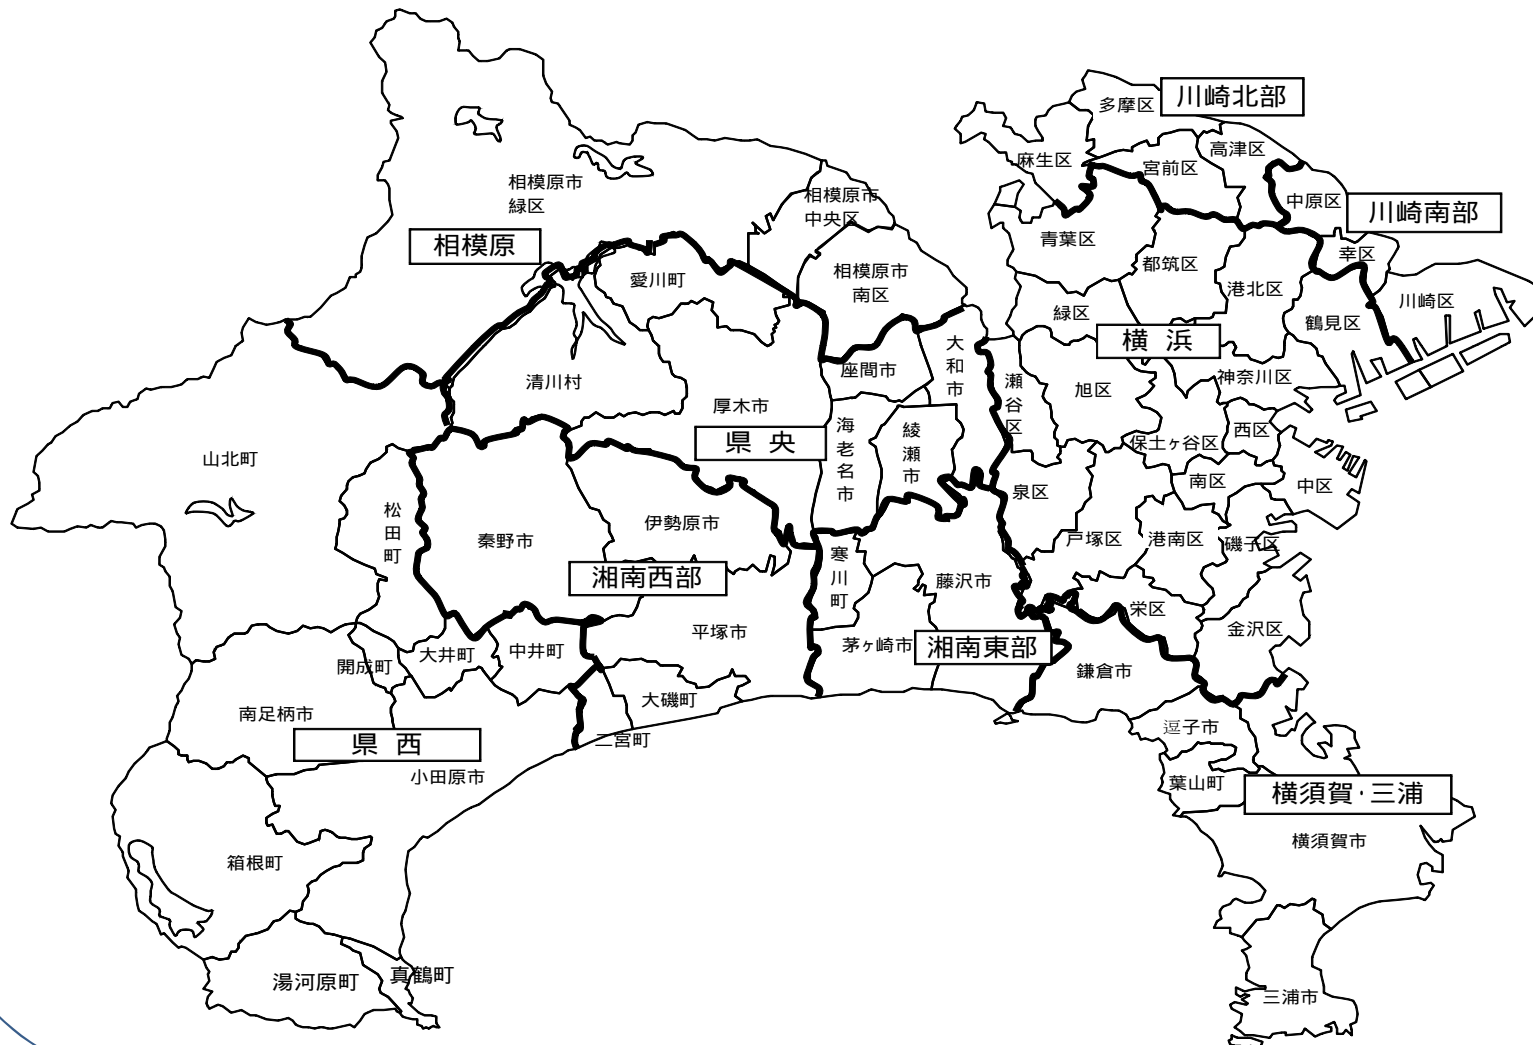 川崎北部
多摩区
高津区
麻生区
宮前区
中原区
川崎南部
相模原市
緑区
相模原市
中央区
相模原
青葉区
都筑区
幸区
相模原市
南区
愛川町
港北区
川崎区
緑区
鶴見区
横 浜
大和市
座間市
瀬谷区
旭区
神奈川区
清川村
厚木市
県 央
海老名市
綾瀬市
保土ヶ谷区
西区
山北町
南区
中区
泉区
松田町
秦野市
伊勢原市
戸塚区
港南区
磯子区
寒川町
湘南西部
藤沢市
栄区
金沢区
平塚市
茅ヶ崎市
湘南東部
開成町
大井町
中井町
鎌倉市
大磯町
南足柄市
県 西
二宮町
逗子市
小田原市
葉山町
横須賀・三浦
横須賀市
箱根町
湯河原町
真鶴町
三浦市